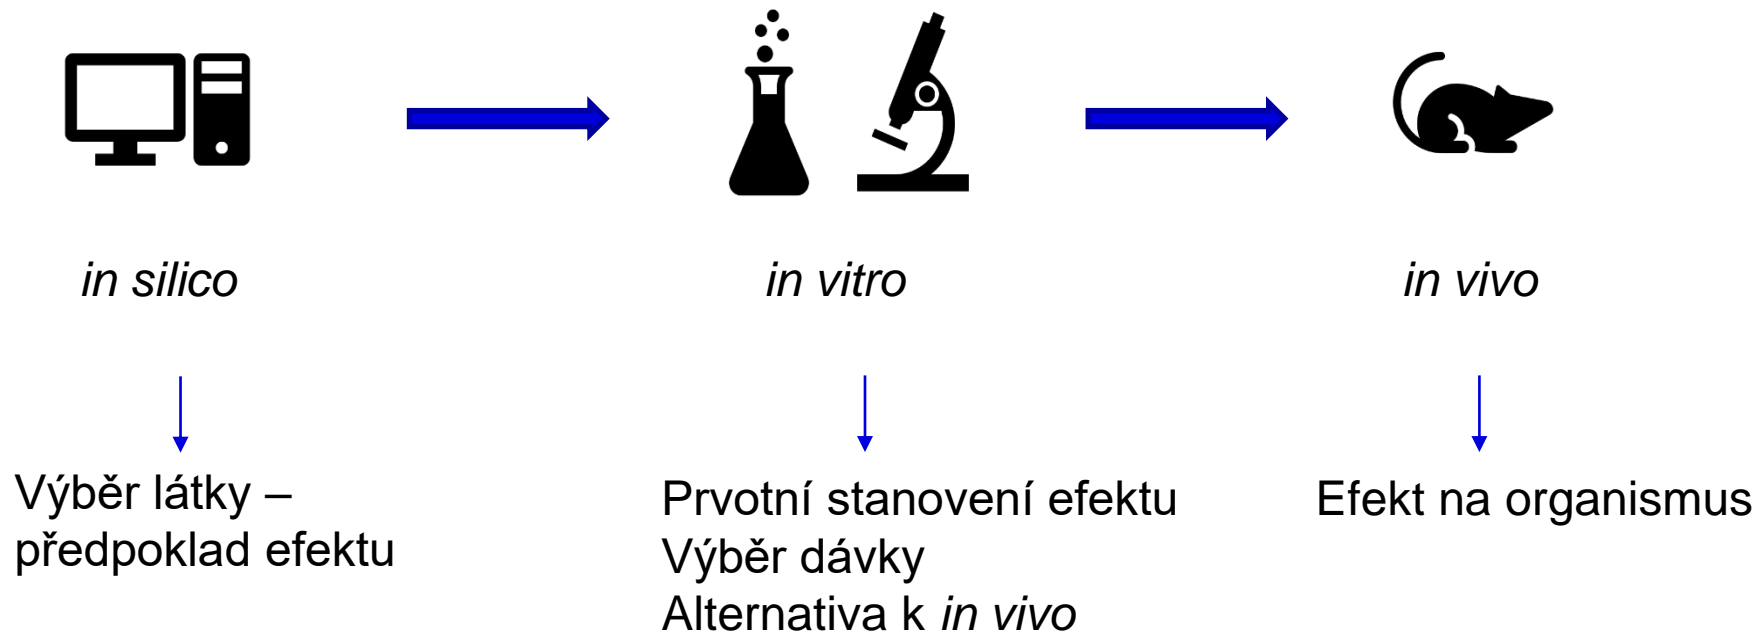 in silico
in vitro
in vivo
Výběr látky –
předpoklad efektu
Prvotní stanovení efektu
Výběr dávky
Alternativa k in vivo
Efekt na organismus